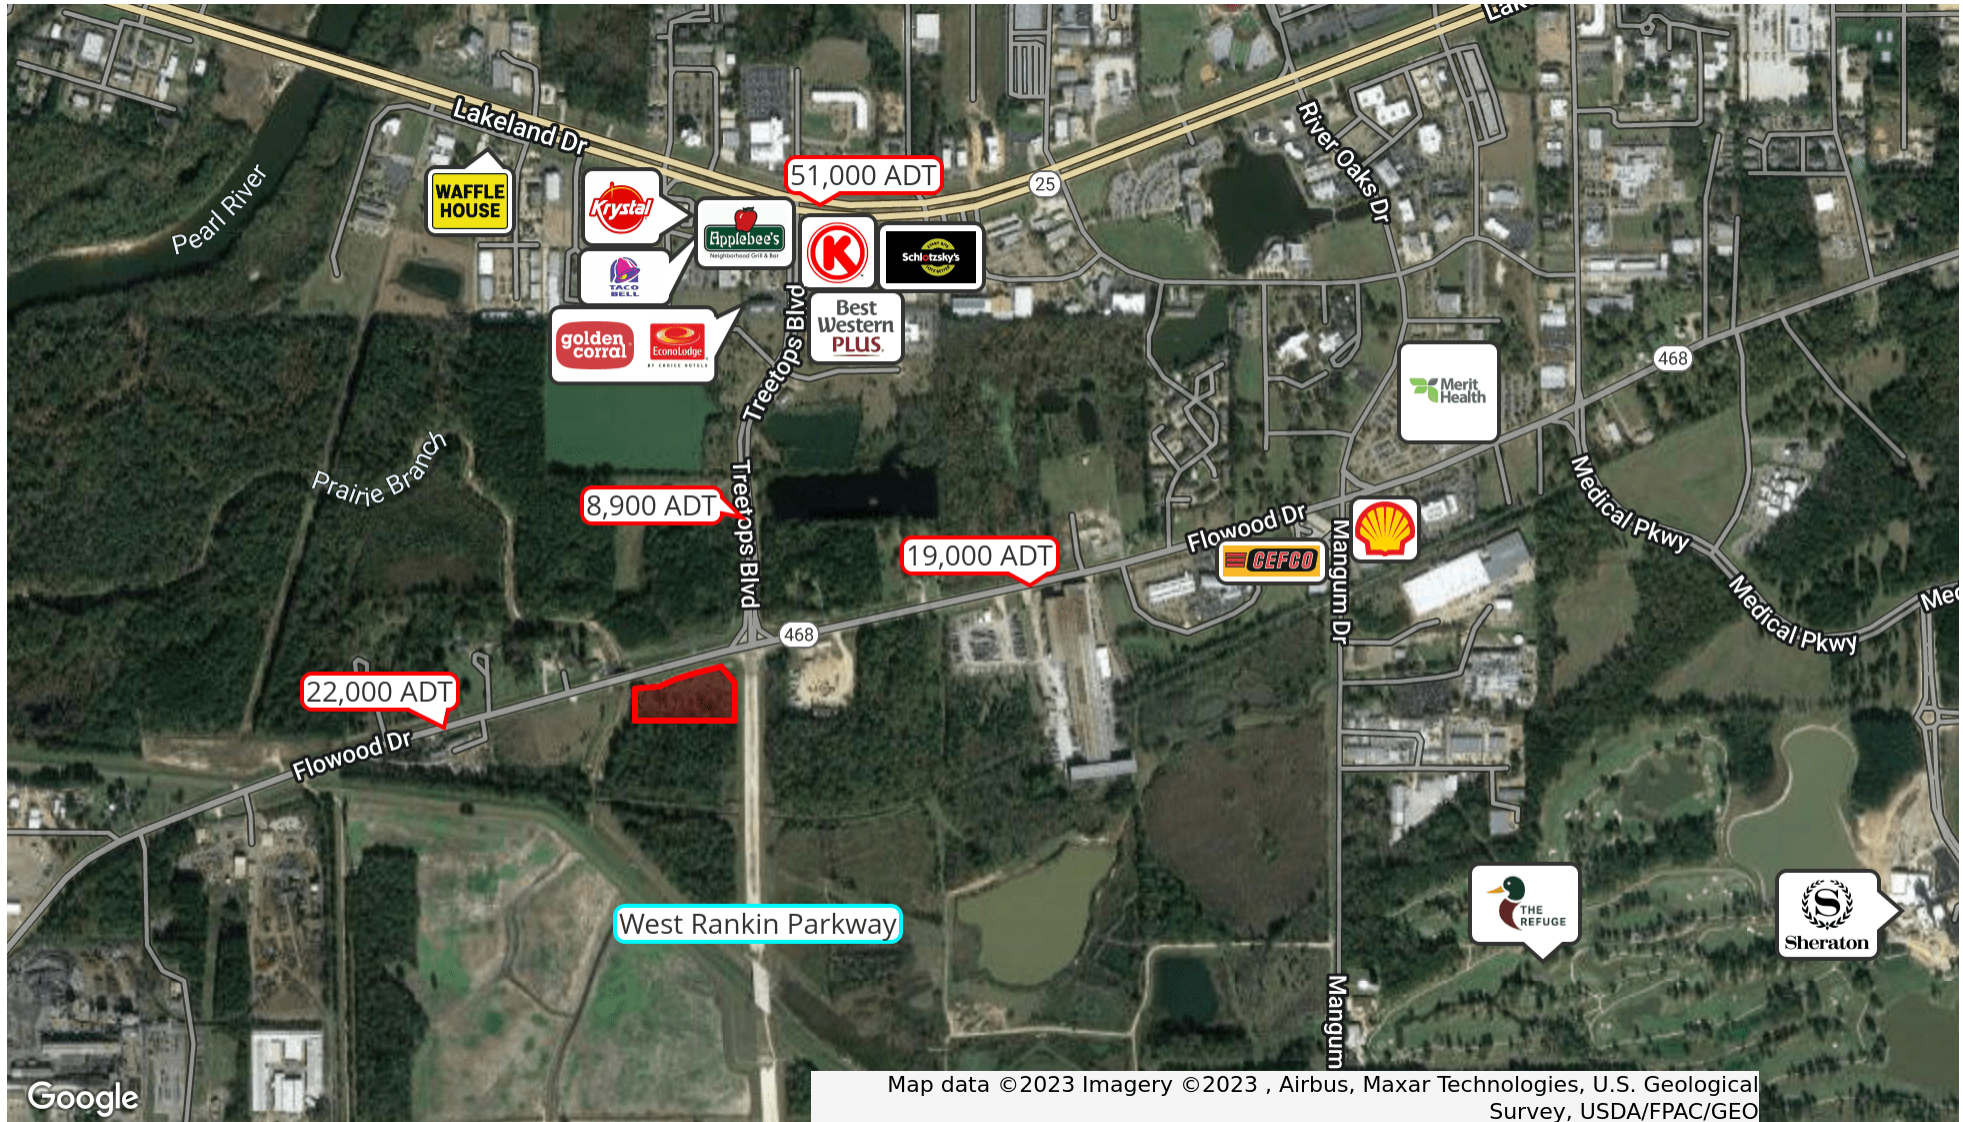 Lak
Lakeland Dr
River Oaks Dr
Pearl River
51,000 ADT
25
WAFFLE
HOUSE
Krystal
Applebee's
Neighborhood Grill & Bar
K
Schlotzsky's
TACO
BELL
Treetops Blvd
golden
corral
EconoLodge
BY CHOICE HOTELS
Best
Western
PLUS
468
Merit
Health
Prairie Branch
8,900 ADT
Treetops Blvd
19,000 ADT
Flowood Dr
CEFCO
Mangum Dr
Medical Pkwy
Medical Pkwy
Med
468
22,000 ADT
Flowood Dr
West Rankin Parkway
THE
REFUGE
S
Sheraton
Mangum
Google
Map data ©2023 Imagery ©2023 , Airbus, Maxar Technologies, U.S. Geological
Survey, USDA/FPAC/GEO